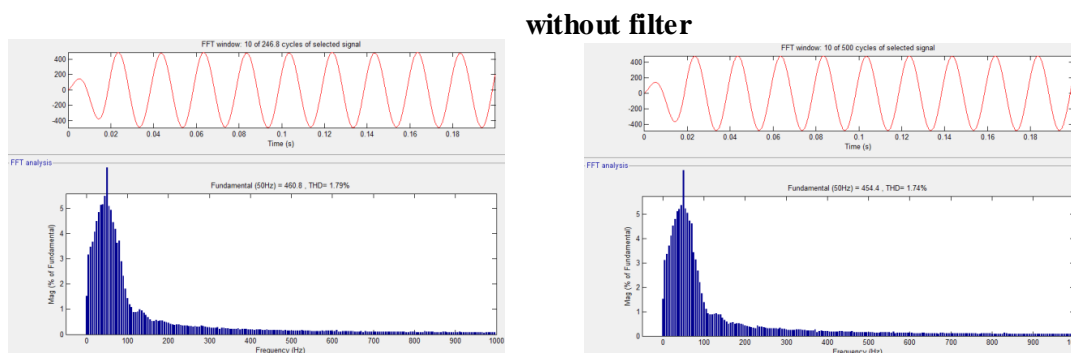 without filter
FFT window: 10 of 246.8 cycles of selected signal
400
200
0
-200
-400
0 0.02 0.04 0.06 0.08 0.1 0.12 0.14 0.16 0.18
Time (s)
FFT analysis
Fundamental (50Hz) = 460.8 , THD= 1.79%
Mag (% of Fundamental)
5
4
3
2
1
0
0 100 200 300 400 500 600 700 800 900 1000
Frequency (Hz)
FFT window: 10 of 500 cycles of selected signal
400
200
0
-200
-400
0 0.02 0.04 0.06 0.08 0.1 0.12 0.14 0.16 0.18
Time (s)
FFT analysis
Fundamental (50Hz) = 454.4 , THD= 1.74%
Mag (% of Fundamental)
5
4
3
2
1
0
0 100 200 300 400 500 600 700 800 900
Frequency (Hz)